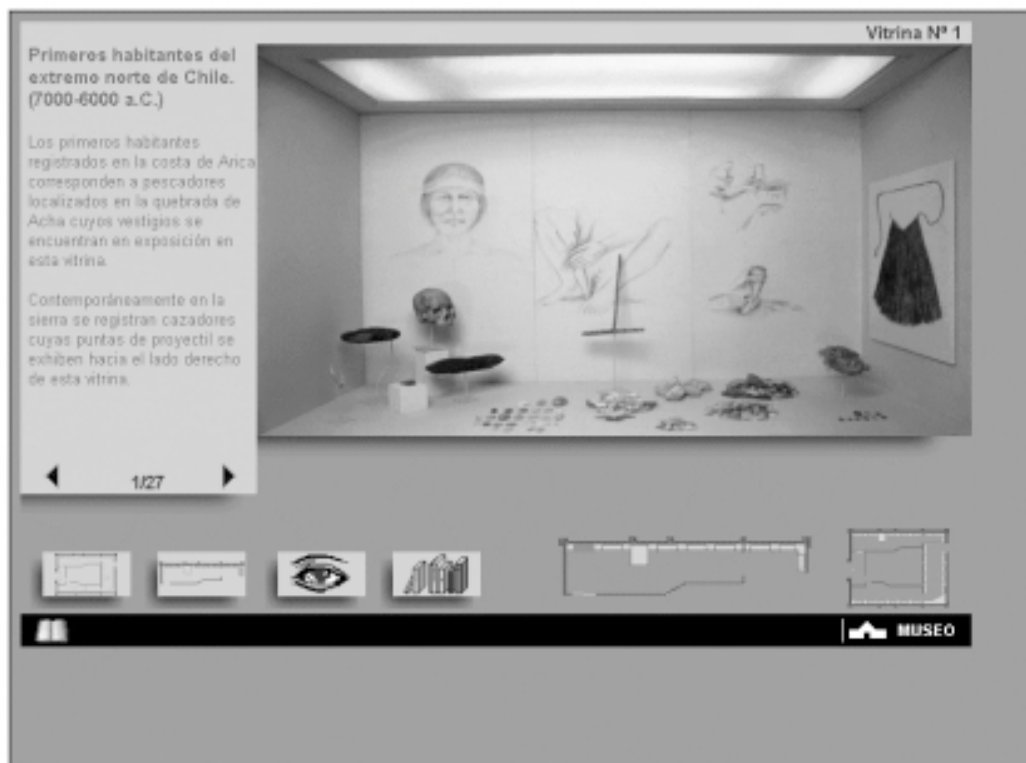 Vitrina Nº 1
Primeros habitantes del
extremo norte de Chile.
(7000-6000 a.C.)
Los primeros habitantes
registrados en la costa de Arica
corresponden a pescadores
localizados en la quebrada de
Acha cuyos vestigios se
encuentran en exposición en
esta vitrina.
Contemporáneamente en la
sierra se registran cazadores
cuyas puntas de proyectil se
exhiben hacia el lado derecho
de esta vitrina.
1/27
MUSEO